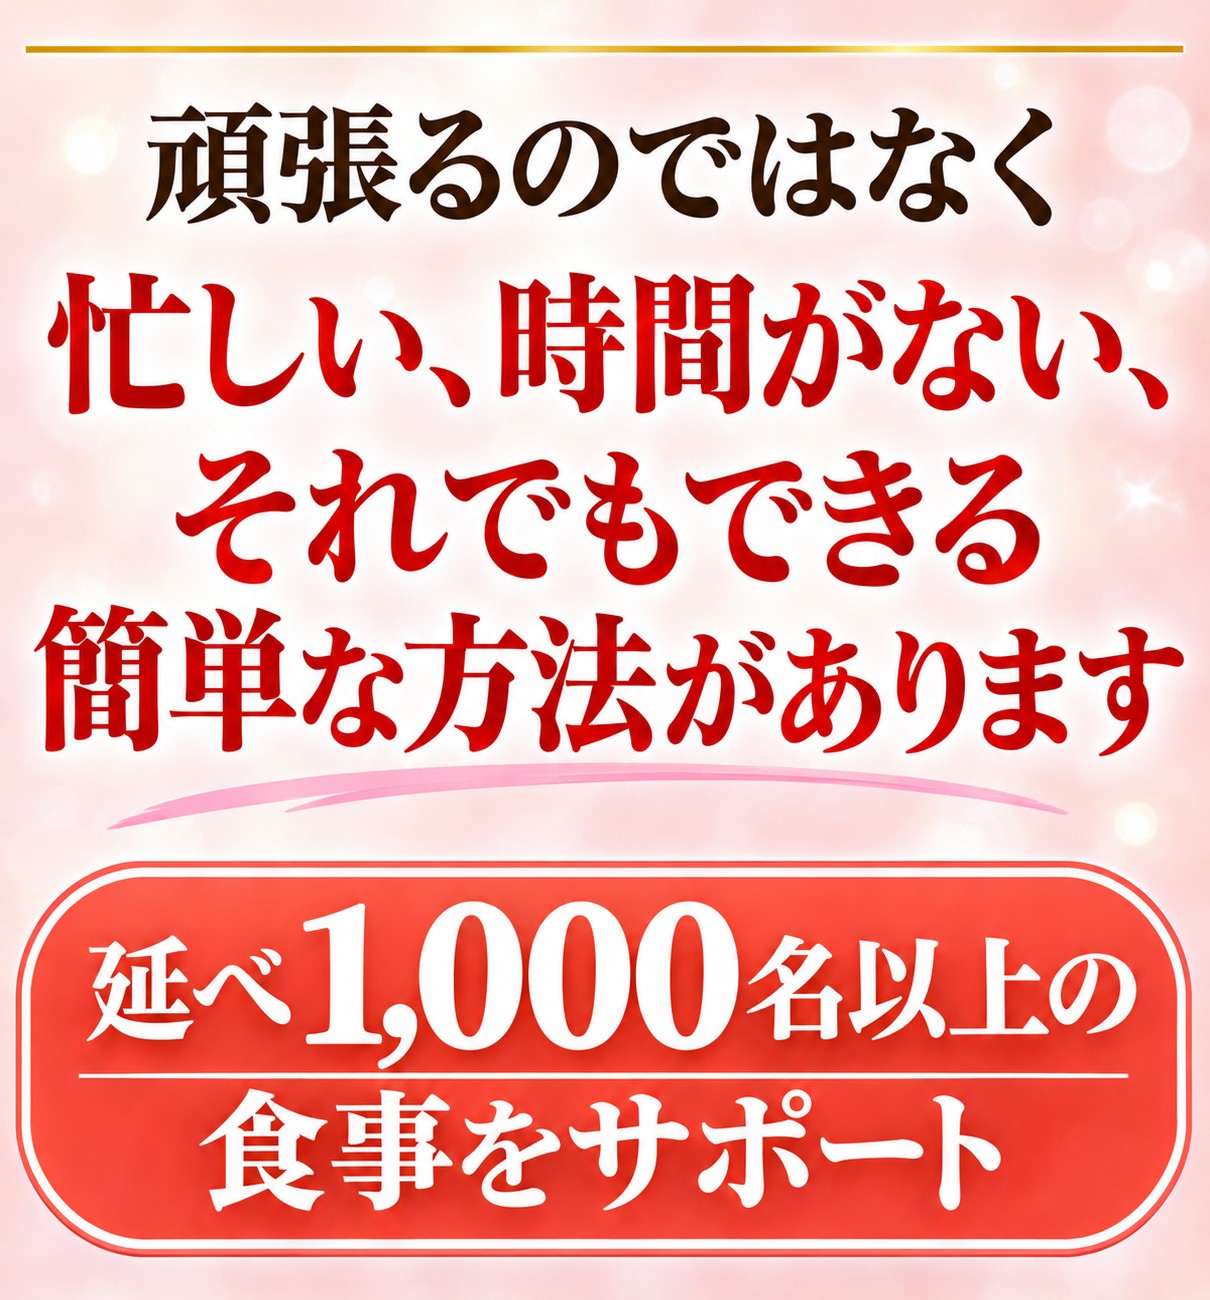 頑張るのではなく
忙しい、時間がない、
それでもできる
簡単な方法があります
延べ1,000名以上の
食事をサポート